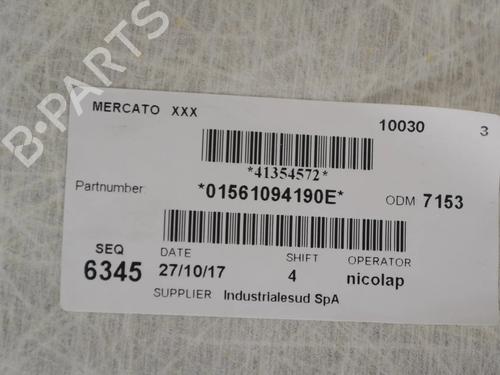 B-PARTS
MERCATO XXX
10030 3
*41354572*
Partnumber *01561094190E* ODM 7153
SEQ DATE SHIFT OPERATOR
6345 27/10/17 4 nicolap
SUPPLIER Industrialesud SpA